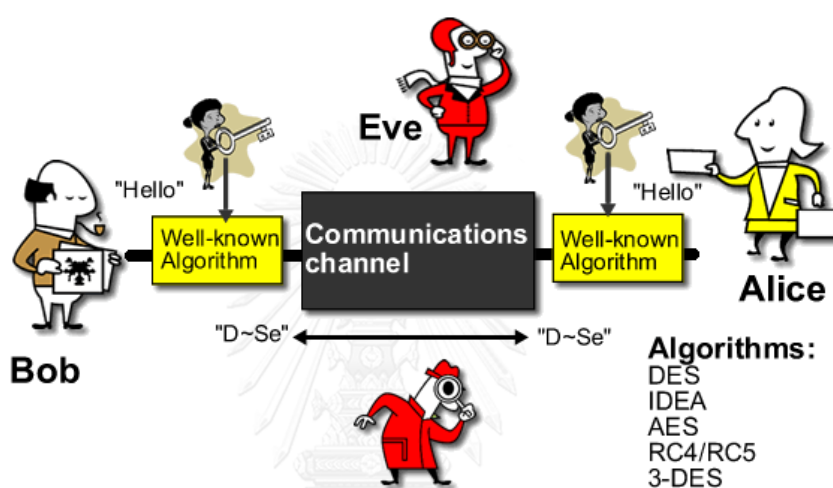 Eve
"Hello"
"Hello"
Well-known
Algorithm
Communications
channel
Well-known
Algorithm
Alice
"D~Se"
"D~Se"
Bob
Algorithms:
DES
IDEA
AES
RC4/RC5
3-DES